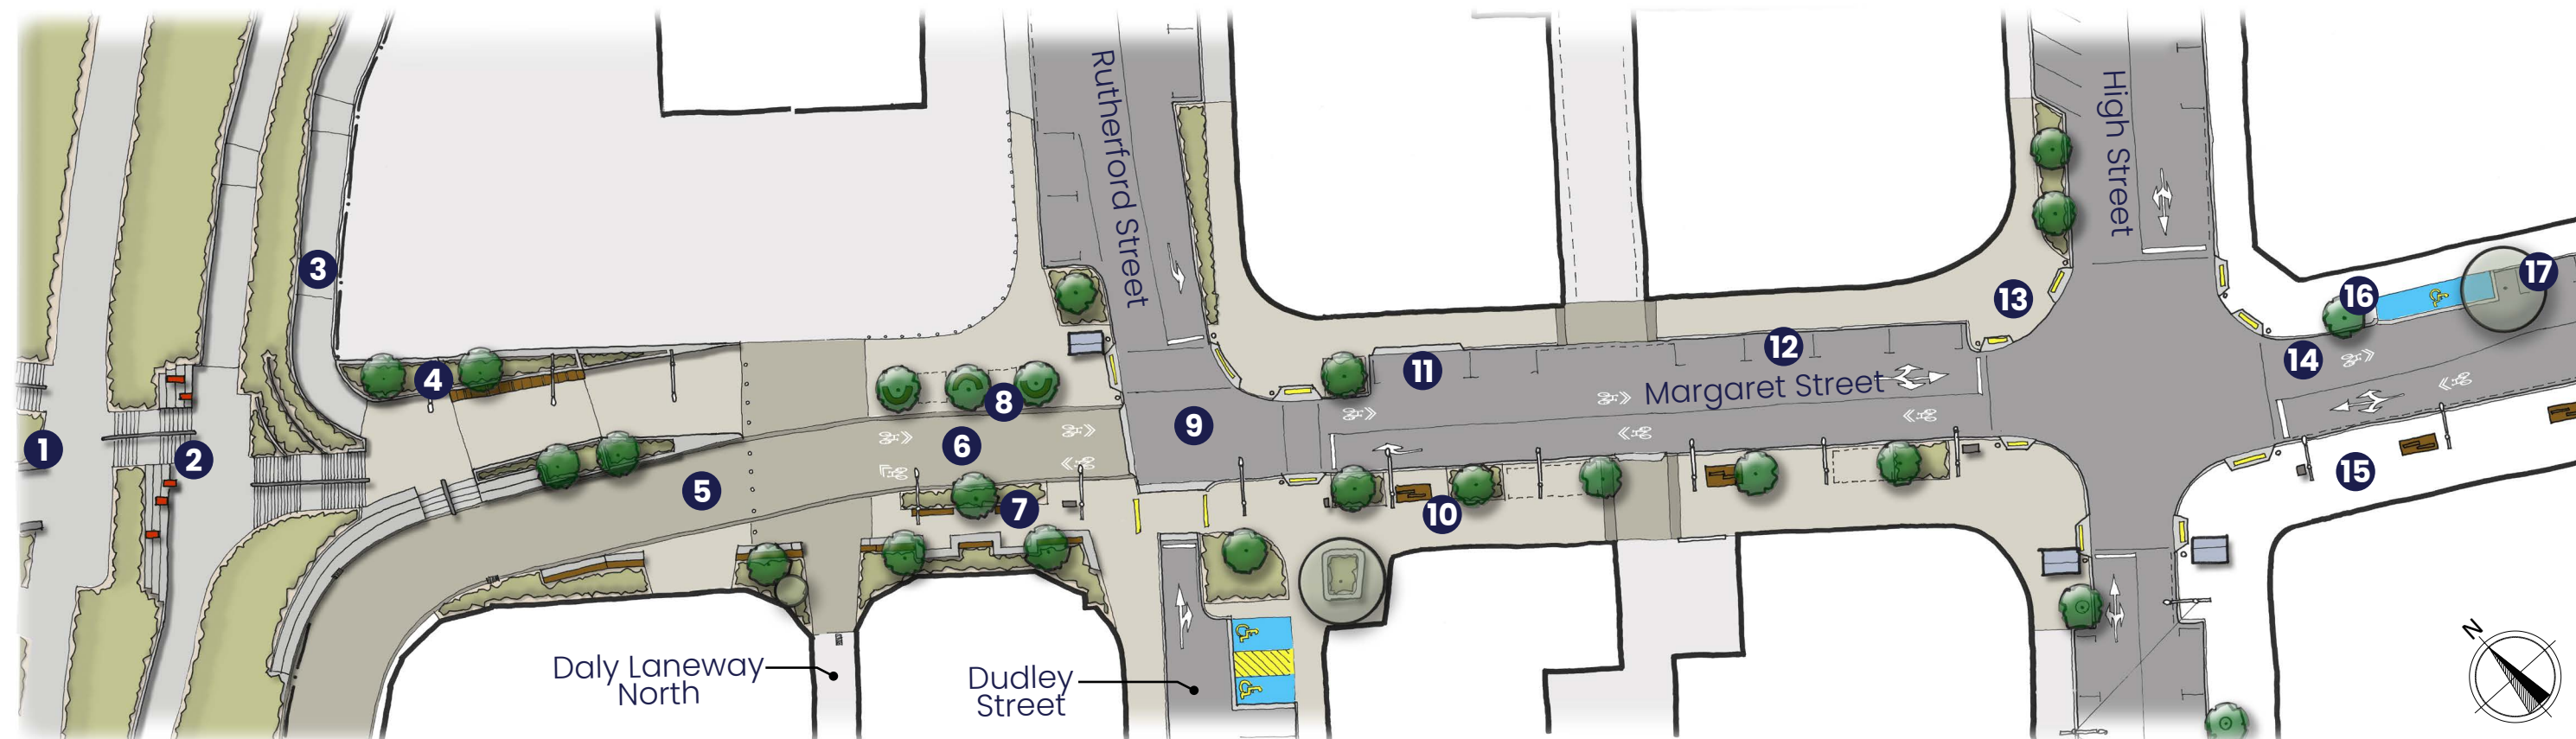 Rutherford Street
High Street
17
16
3
13
14
12
11
4
Margaret Street
8
9
1
2
6
15
5
7
10
N
Daly Laneway
North
Dudley
Street